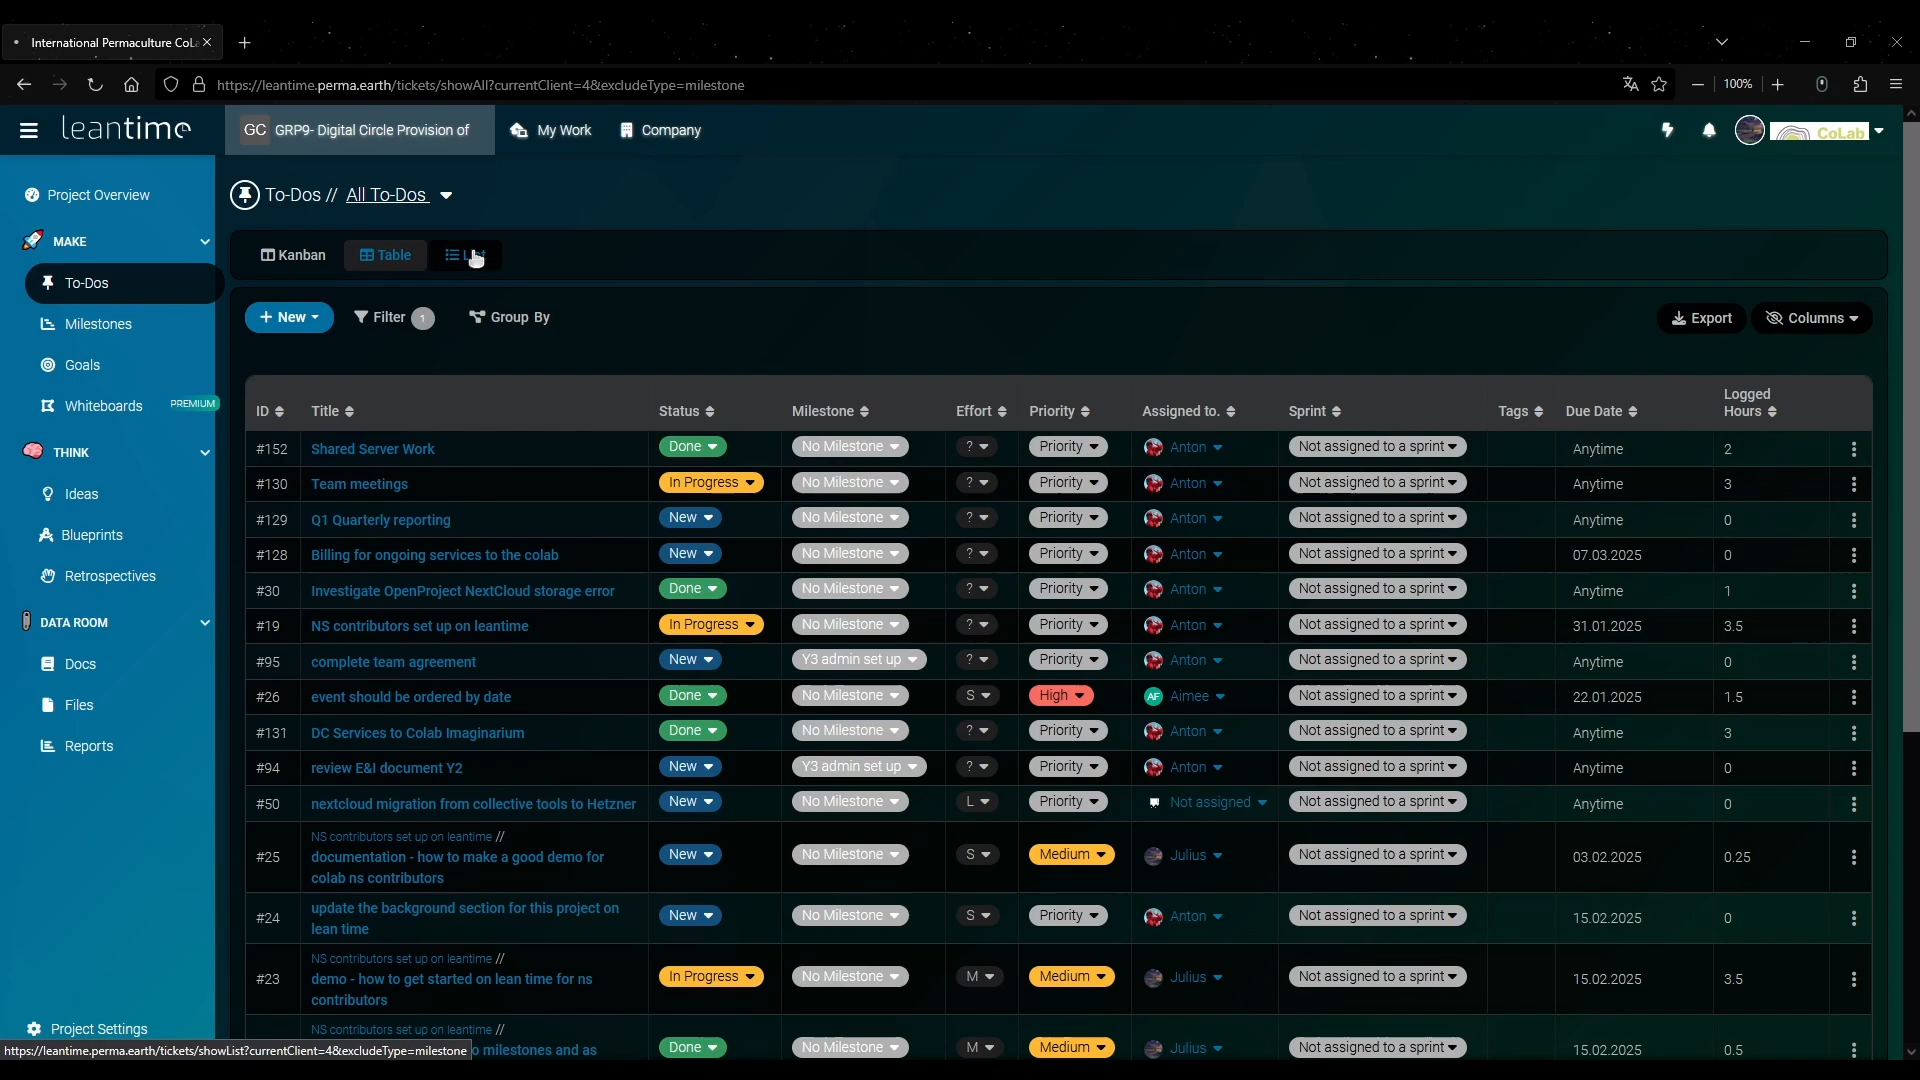 International Permaculture CoL
https://leantime.perma.earth/tickets/showAll?currentClient=4&excludeType=milestone
100%
leantime
GC GRP9- Digital Circle Provision of
My Work
Company
CoLab
Project Overview
MAKE
To-Dos
Milestones
Goals
Whiteboards PREMIUM
THINK
Ideas
Blueprints
Retrospectives
DATA ROOM
Docs
Files
Reports
Project Settings
To-Dos // All To-Dos
Kanban Table
+ New Filter 1 Group By Export Columns
ID Title Status Milestone Effort Priority Assigned to. Sprint Tags Due Date Logged Hours
#152 Shared Server Work Done No Milestone ? Priority Anton Not assigned to a sprint Anytime 2
#130 Team meetings In Progress No Milestone ? Priority Anton Not assigned to a sprint Anytime 3
#129 Q1 Quarterly reporting New No Milestone ? Priority Anton Not assigned to a sprint Anytime 0
#128 Billing for ongoing services to the colab New No Milestone ? Priority Anton Not assigned to a sprint 07.03.2025 0
#30 Investigate OpenProject NextCloud storage error Done No Milestone ? Priority Anton Not assigned to a sprint Anytime 1
#19 NS contributors set up on leantime In Progress No Milestone ? Priority Anton Not assigned to a sprint 31.01.2025 3.5
#95 complete team agreement New Y3 admin set up ? Priority Anton Not assigned to a sprint Anytime 0
#26 event should be ordered by date Done No Milestone S High AF Aimee Not assigned to a sprint 22.01.2025 1.5
#131 DC Services to Colab Imaginarium Done No Milestone ? Priority Anton Not assigned to a sprint Anytime 3
#94 review E&I document Y2 New Y3 admin set up ? Priority Anton Not assigned to a sprint Anytime 0
#50 nextcloud migration from collective tools to Hetzner New No Milestone L Priority Not assigned Not assigned to a sprint Anytime 0
NS contributors set up on leantime //
#25 documentation - how to make a good demo for New No Milestone S Medium Julius Not assigned to a sprint 03.02.2025 0.25
colab ns contributors
#24 update the background section for this project on New No Milestone S Priority Anton Not assigned to a sprint 15.02.2025 0
lean time
NS contributors set up on leantime //
#23 demo - how to get started on lean time for ns In Progress No Milestone M Medium Julius Not assigned to a sprint 15.02.2025 3.5
contributors
NS contributors set up on leantime //
o milestones and as Done No Milestone M Medium Julius Not assigned to a sprint 15.02.2025 0.5
https://leantime.perma.earth/tickets/showList?currentClient=4&excludeType=milestone